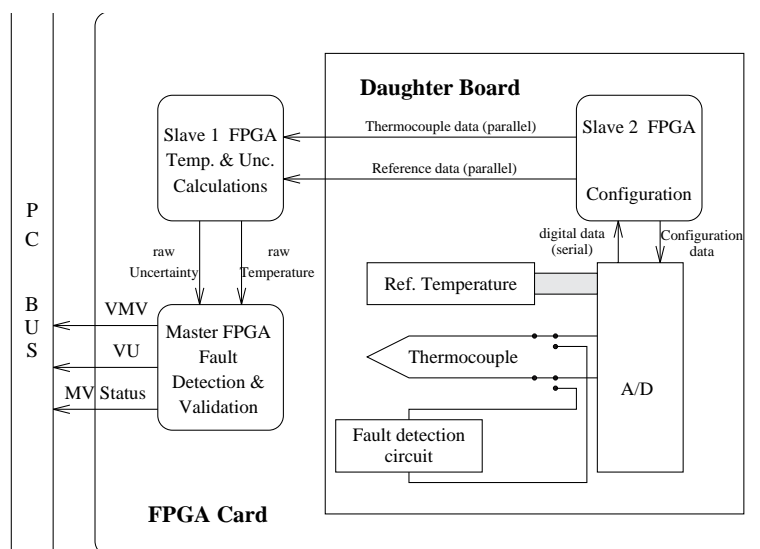 Daughter Board
Slave 1 FPGA
Temp. & Unc.
Calculations
Thermocouple data (parallel)
Reference data (parallel)
Slave 2 FPGA
Configuration
P
C
B
U
S
raw
Uncertainty
raw
Temperature
digital data
(serial)
Configuration
data
Ref. Temperature
VMV
VU
MV Status
Master FPGA
Fault
Detection &
Validation
Thermocouple
A/D
Fault detection
circuit
FPGA Card